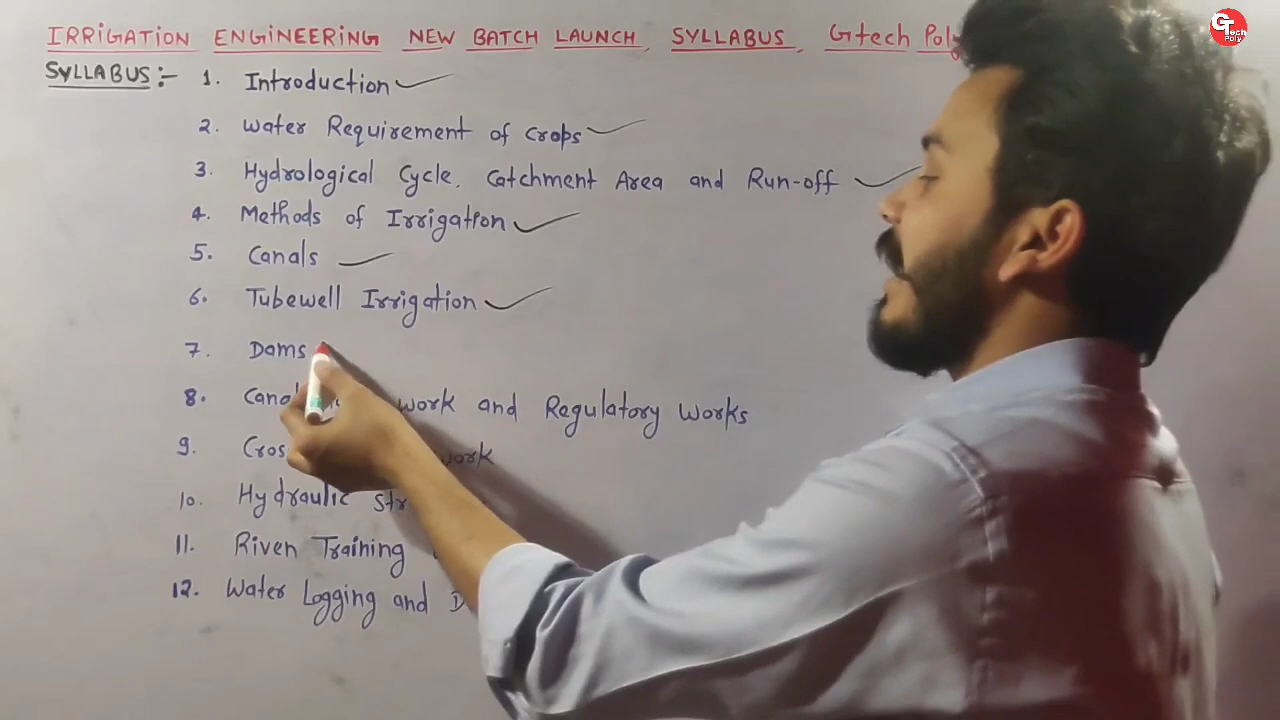 IRRIGATION ENGINEERING NEW BATCH LAUNCH, SYLLABUS, Gtech
SYLLABUS :- 1. Introduction
2. Water Requirement of crops
3. Hydrological Cycle, Catchment Area and Run-off
4. Methods of Irrigation
5. Canals
6. Tubewell Irrigation
7. Dams
8. work and Regulatory Works
9. work
10. Hydraulic
11. Riven Training
12. Water Logging and
GTech Poly